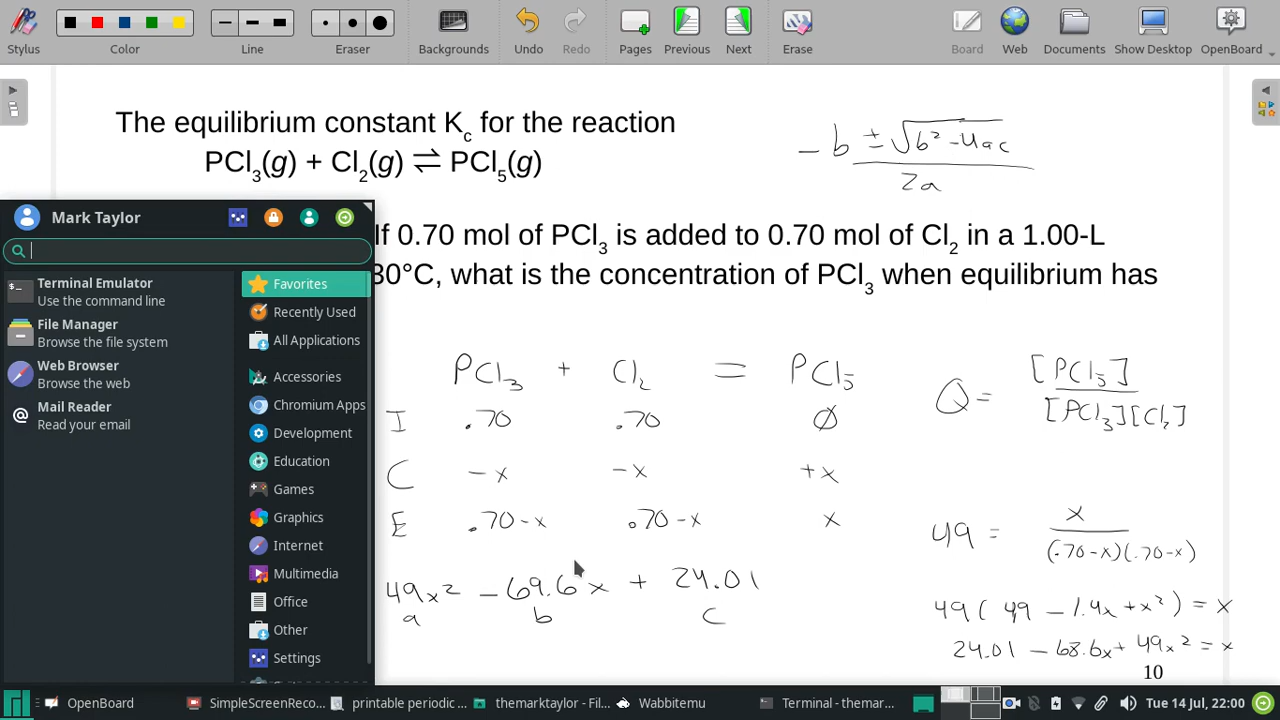 Stylus Color Line Eraser Backgrounds Undo Redo Pages Previous Next Erase Board Web Documents Show Desktop OpenBoard
The equilibrium constant Kc for the reaction
PCl3(g) + Cl2(g) ⇌ PCl5(g)
-b ± √b² -4ac
2a
Mark Taylor
If 0.70 mol of PCl3 is added to 0.70 mol of Cl2 in a 1.00-L
30°C, what is the concentration of PCl3 when equilibrium has
Terminal Emulator
Use the command line
File Manager
Browse the file system
Web Browser
Browse the web
Mail Reader
Read your email
Favorites
Recently Used
All Applications
Accessories
Chromium Apps
Development
Education
Games
Graphics
Internet
Multimedia
Office
Other
Settings
PCl3 + Cl2 = PCl5
I .70 .70 Ø
C -x -x +x
E .70-x .70-x x
49x² - 69.6x + 24.01
a b c
Q = [PCl5]
[PCl3][Cl2]
49 = x
(.70-x)(.70-x)
49(.49 - 1.4x + x²) = x
24.01 - 68.6x + 49x² = x
10
OpenBoard SimpleScreenReco... printable periodic ... themarktaylor - Fil... Wabbitemu Terminal - themar... Tue 14 Jul, 22:00